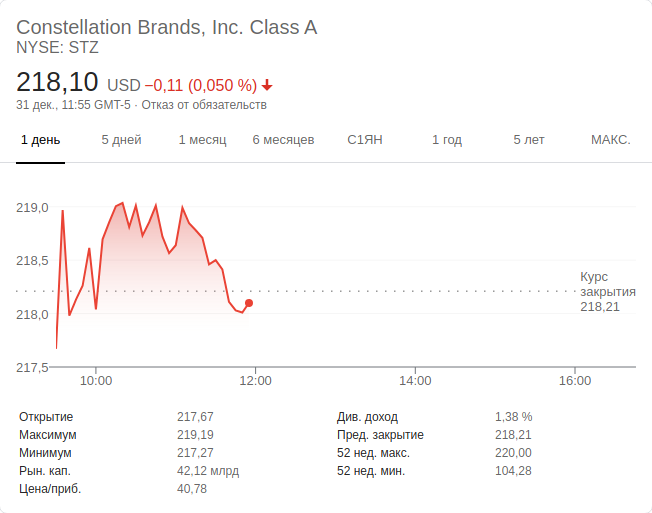 Constellation Brands, Inc. Class A
NYSE: STZ
218,10 USD −0,11 (0,050 %)
31 дек., 11:55 GMT-5 · Отказ от обязательств
1 день 5 дней 1 месяц 6 месяцев С1ЯН 1 год 5 лет МАКС.
219,0
218,5
Курс
закрытия
218,21
218,0
217,5
10:00 12:00 14:00 16:00
Открытие 217,67 Див. доход 1,38 %
Максимум 219,19 Пред. закрытие 218,21
Минимум 217,27 52 нед. макс. 220,00
Рын. кап. 42,12 млрд 52 нед. мин. 104,28
Цена/приб. 40,78